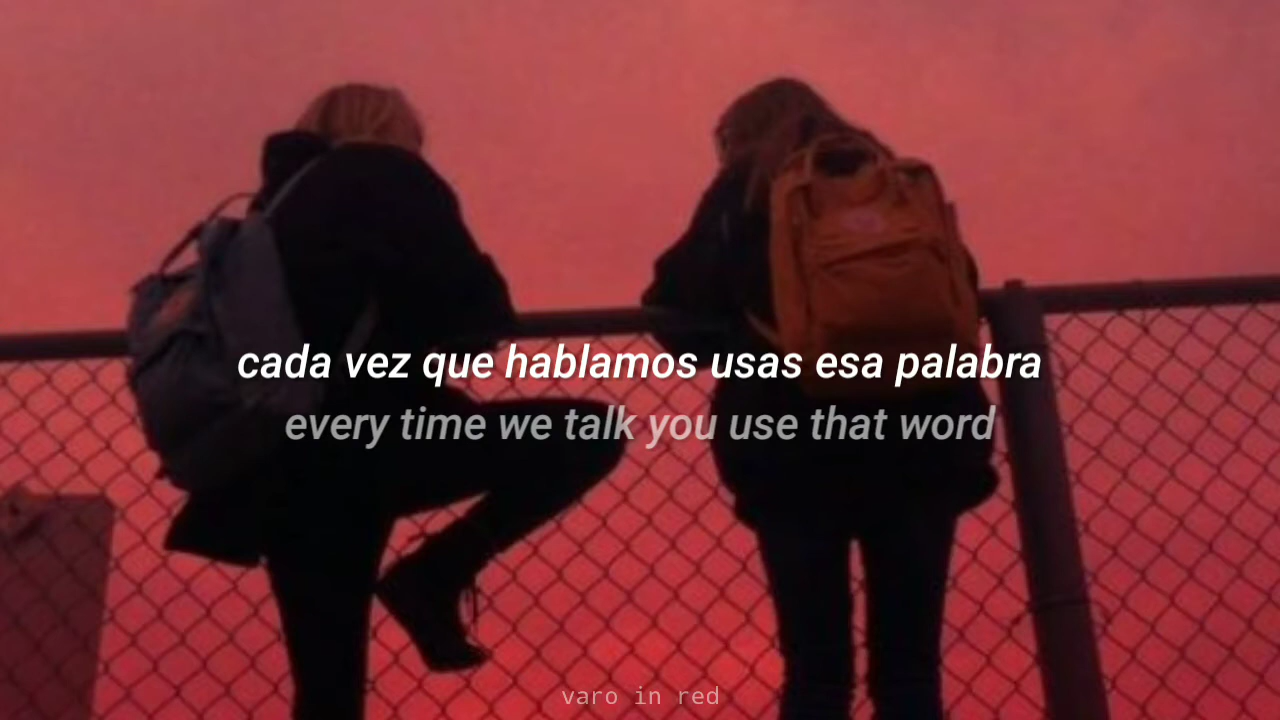 cada vez que hablamos usas esa palabra
every time we talk you use that word
varo in red